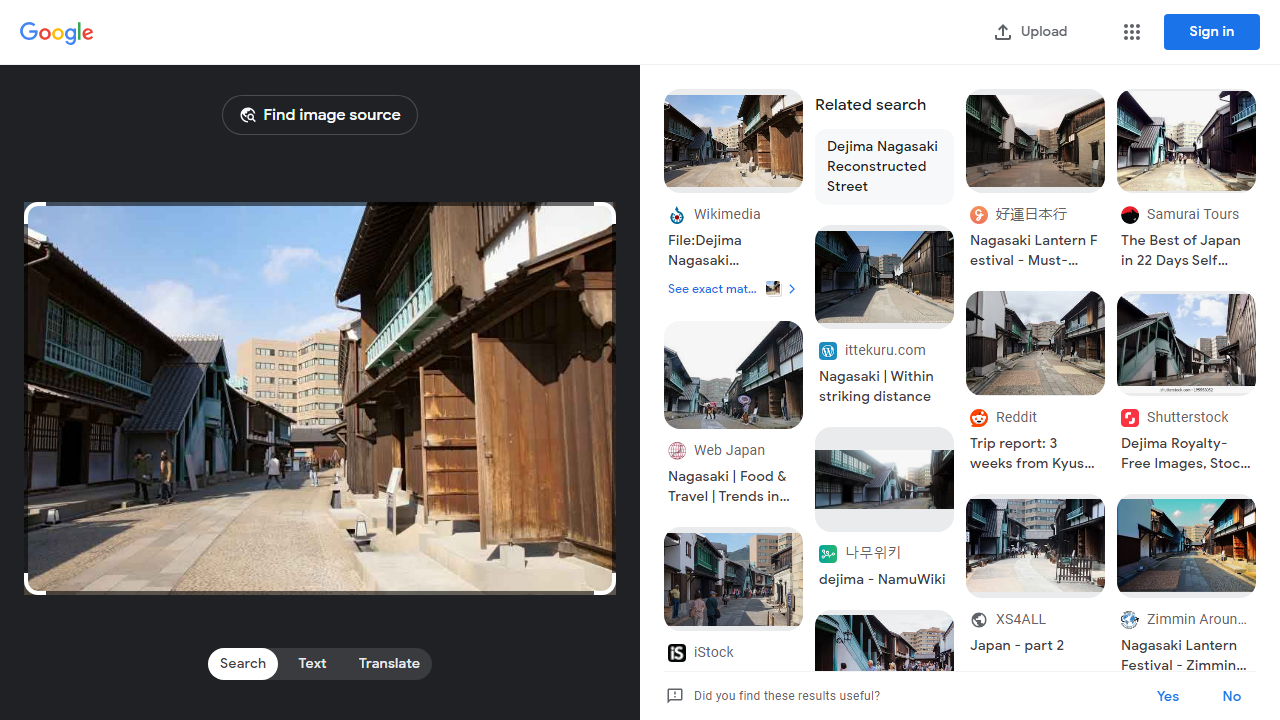 Google
Upload
Sign in
Find image source
Search
Text
Translate
Wikimedia
File:Dejima
Nagasaki...
See exact mat...
Web Japan
Nagasaki | Food &
Travel | Trends in...
iStock
Related search
Dejima Nagasaki
Reconstructed
Street
ittekuru.com
Nagasaki | Within
striking distance
나무위키
dejima - NamuWiki
好運日本行
Nagasaki Lantern F
estival - Must-...
Reddit
Trip report: 3
weeks from Kyus...
XS4ALL
Japan - part 2
Samurai Tours
The Best of Japan
in 22 Days Self...
Shutterstock
Dejima Royalty-
Free Images, Stoc...
Zimmin Aroun...
Nagasaki Lantern
Festival - Zimmin...
Did you find these results useful?
Yes
No